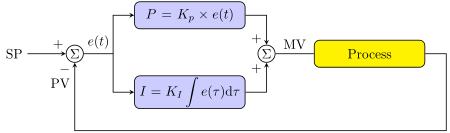 P = K_p × e(t)
e(t)
+
+
SP
Σ
Σ
MV
Process
−
+
PV
I = K_I ∫ e(τ)dτ